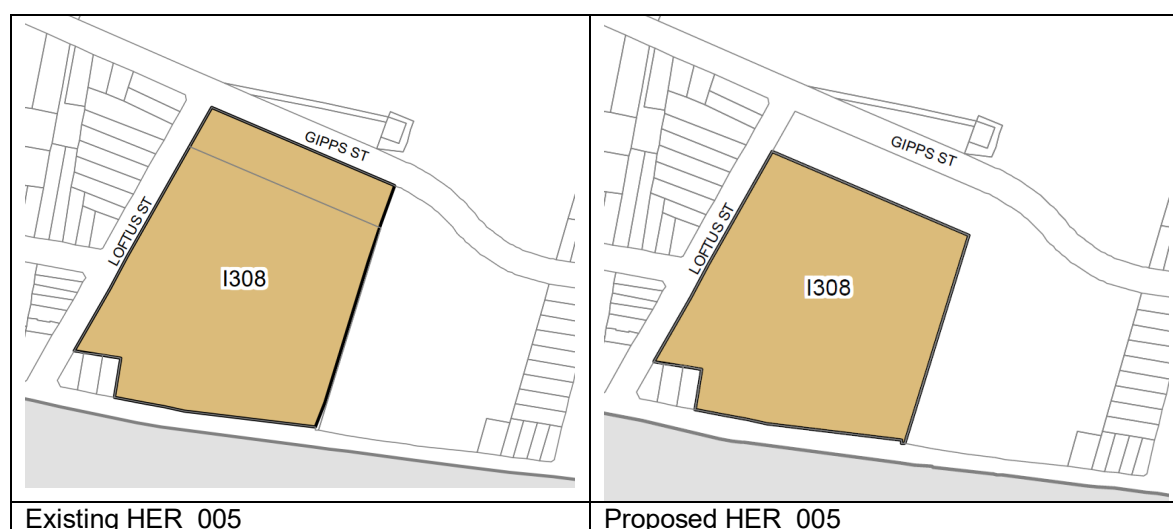 GIPPS ST
LOFTUS ST
I308
Existing HER_005
GIPPS ST
LOFTUS ST
I308
Proposed HER_005